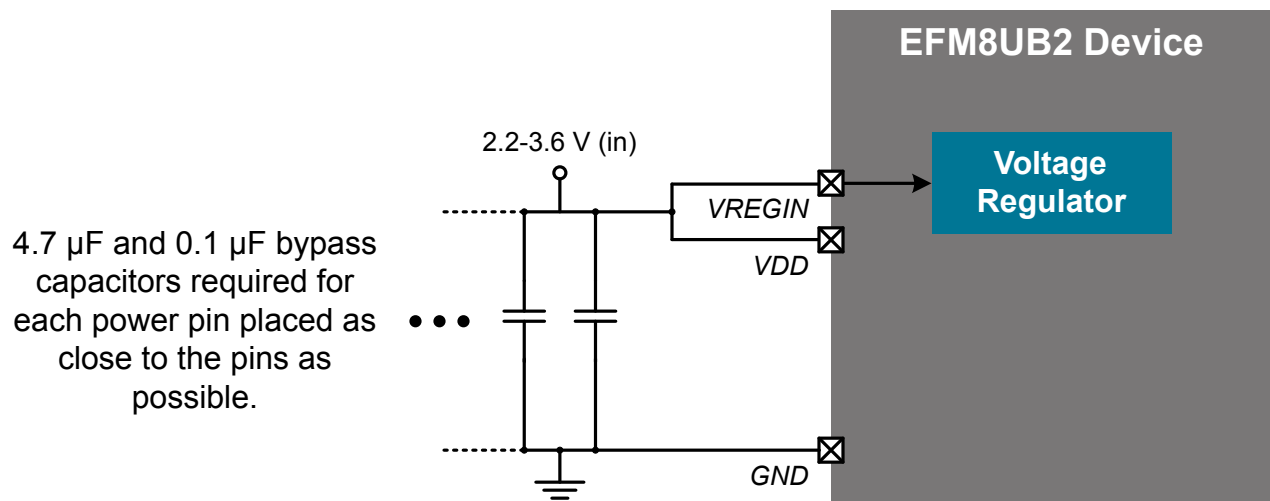 EFM8UB2 Device
2.2-3.6 V (in)
Voltage
Regulator
VREGIN
VDD
4.7 µF and 0.1 µF bypass
capacitors required for
each power pin placed as
close to the pins as
possible.
GND